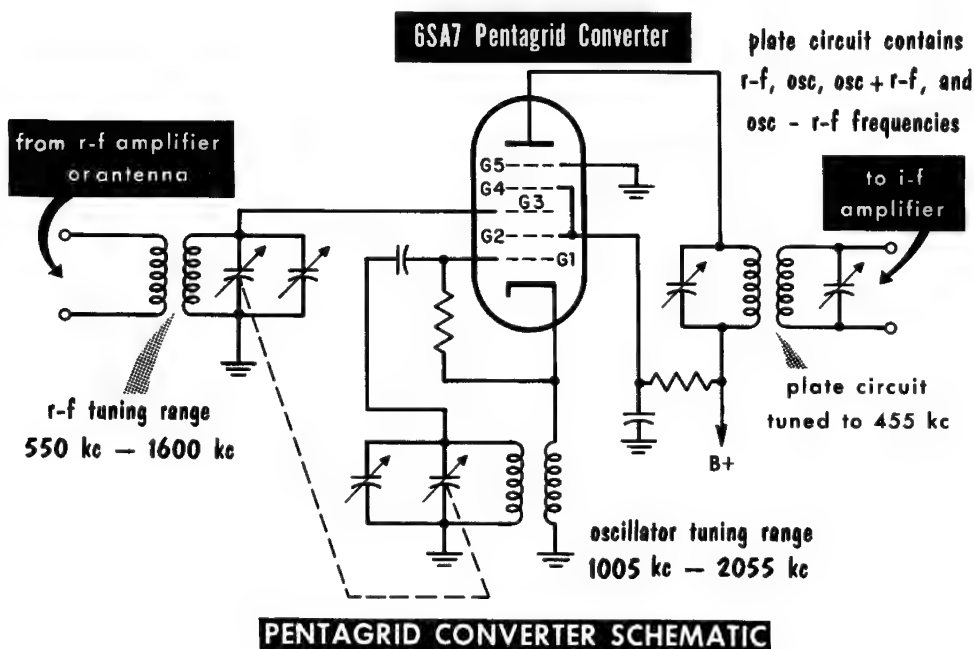 6SA7 Pentagrid Converter
plate circuit contains
r-f, osc, osc + r-f, and
osc - r-f frequencies
from r-f amplifier
or antenna
to i-f
amplifier
G5
G4
G3
G2
G1
r-f tuning range
550 kc — 1600 kc
plate circuit
tuned to 455 kc
B+
oscillator tuning range
1005 kc — 2055 kc
PENTAGRID CONVERTER SCHEMATIC